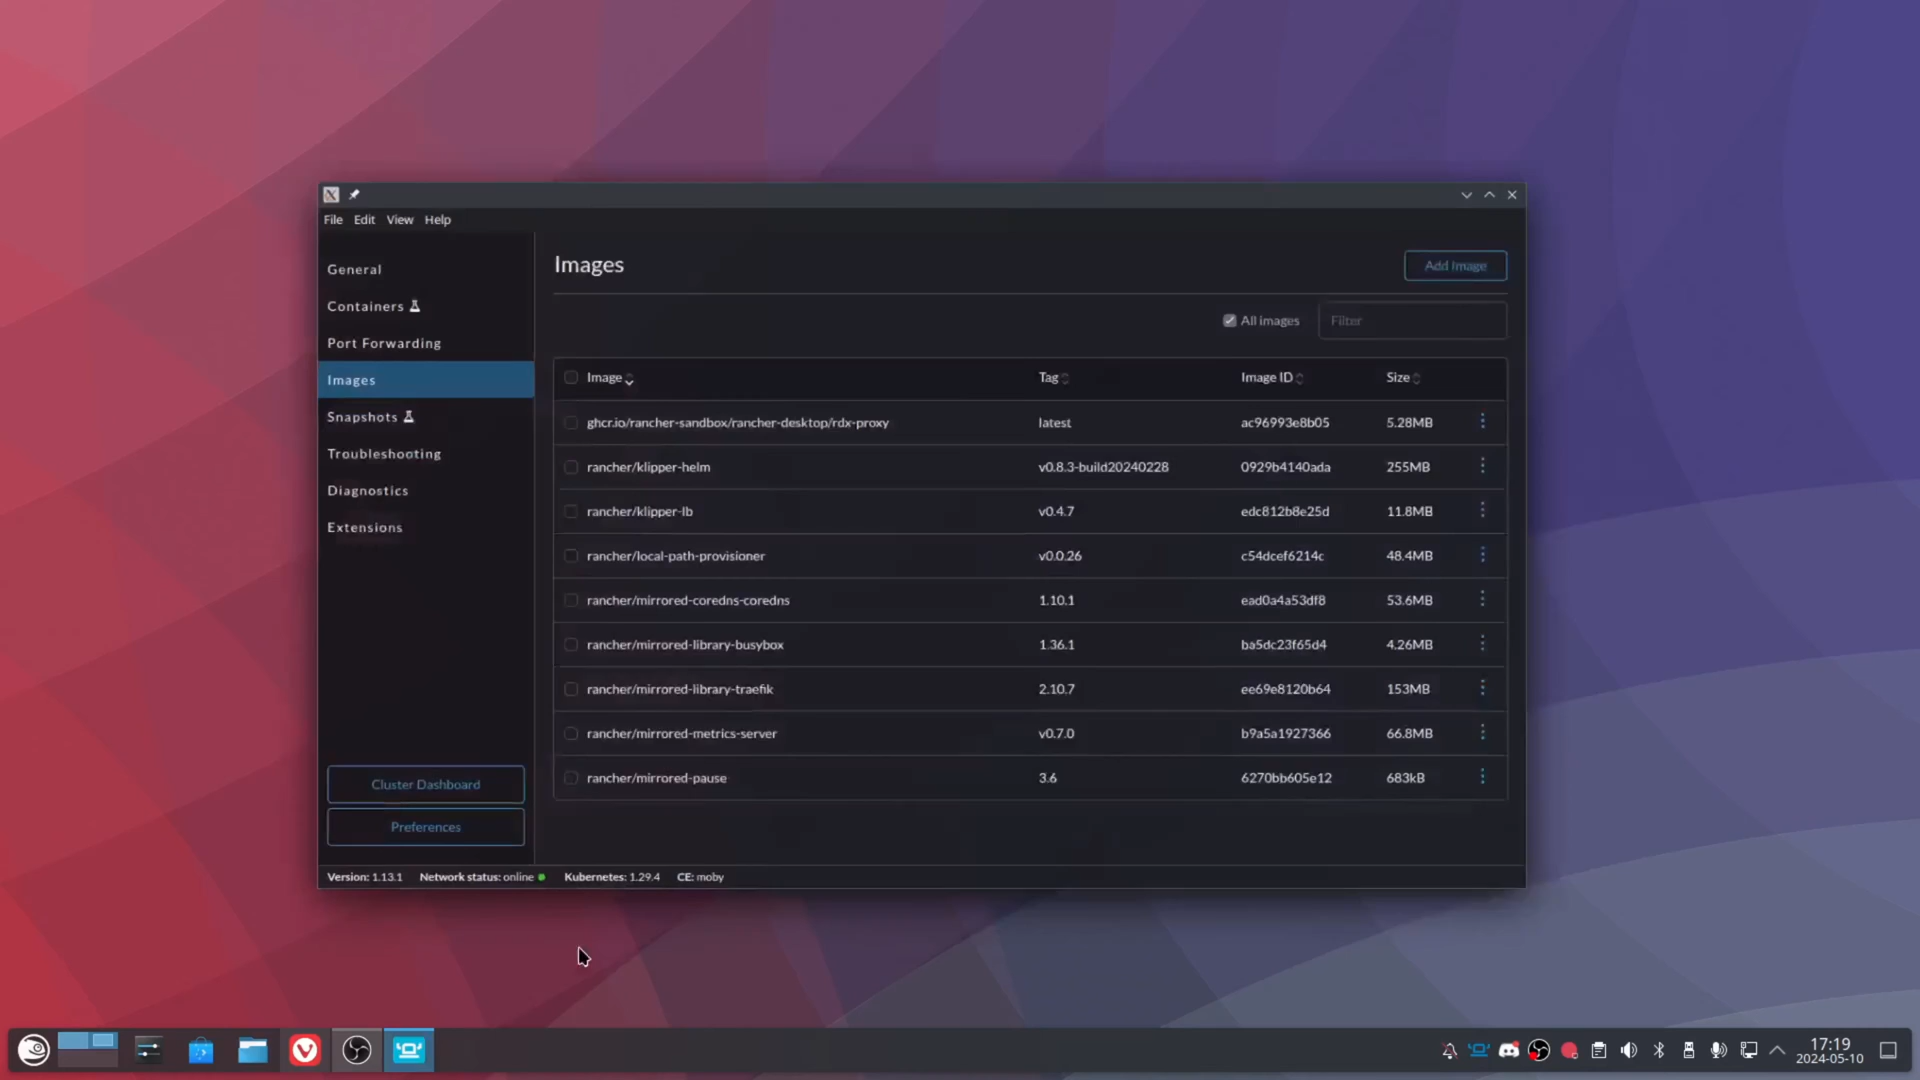 File Edit View Help
General
Containers
Port Forwarding
Images
Snapshots
Troubleshooting
Diagnostics
Extensions
Cluster Dashboard
Preferences
Images
Add Image
All images
Filter
Image Tag Image ID Size
ghcr.io/rancher-sandbox/rancher-desktop/rdx-proxy latest ac96993e8b05 5.28MB
rancher/klipper-helm v0.8.3-build20240228 0929b4140ada 255MB
rancher/klipper-lb v0.4.7 edc812b8e25d 11.8MB
rancher/local-path-provisioner v0.0.26 c54dcef6214c 48.4MB
rancher/mirrored-coredns-coredns 1.10.1 ead0a4a53df8 53.6MB
rancher/mirrored-library-busybox 1.36.1 ba5dc23f65d4 4.26MB
rancher/mirrored-library-traefik 2.10.7 ee69e8120b64 153MB
rancher/mirrored-metrics-server v0.7.0 b9a5a1927366 66.8MB
rancher/mirrored-pause 3.6 6270bb605e12 683kB
Version: 1.13.1 Network status: online Kubernetes: 1.29.4 CE: moby
17:19
2024-05-10